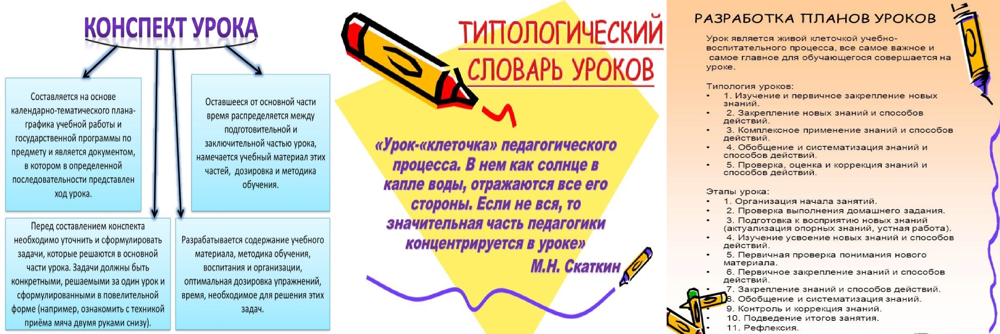 КОНСПЕКТ УРОКА
Составляется на основе
календарно-тематического плана-
графика учебной работы и
государственной программы по
предмету и является документом,
в котором в определенной
последовательности представлен
ход урока.
Оставшееся от основной части
время распределяется между
подготовительной и
заключительной частью урока,
намечается учебный материал этих
частей, дозировка и методика
обучения.
Перед составлением конспекта
необходимо уточнить и сформулировать
задачи, которые решаются в основной
части урока. Задачи должны быть
конкретными, решаемыми за один урок и
сформулированными в повелительной
форме (например, ознакомить с техникой
приёма мяча двумя руками снизу).
Разрабатывается содержание учебного
материала, методика обучения,
воспитания и организации,
оптимальная дозировка упражнений,
время, необходимое для решения этих
задач.
ТИПОЛОГИЧЕСКИЙ
СЛОВАРЬ УРОКОВ
«Урок-«клеточка» педагогического
процесса. В нем как солнце в
капле воды, отражаются все его
стороны. Если не вся, то
значительная часть педагогики
концентрируется в уроке»
М.Н. Скаткин
РАЗРАБОТКА ПЛАНОВ УРОКОВ
Урок является живой клеточкой учебно-
воспитательного процесса, все самое важное и
самое главное для обучающегося совершается на
уроке.
Типология уроков:
• 1. Изучение и первичное закрепление новых
знаний.
• 2. Закрепление новых знаний и способов
действий.
• 3. Комплексное применение знаний и способов
действий.
• 4. Обобщение и систематизация знаний и
способов действий.
• 5. Проверка, оценка и коррекция знаний и
способов действий.
Этапы урока:
• 1. Организация начала занятий.
• 2. Проверка выполнения домашнего задания.
• 3. Подготовка к восприятию новых знаний
(актуализация опорных знаний, устная работа).
• 4. Изучение усвоение новых знаний и способов
действий.
• 5. Первичная проверка понимания нового
материала.
• 6. Первичное закрепление знаний и способов
действий.
• 7. Закрепление знаний и способов действий.
8. Обобщение и систематизация знаний.
• 9. Контроль и коррекция знаний.
• 10. Подведение итогов занятия.
• 11. Рефлексия.